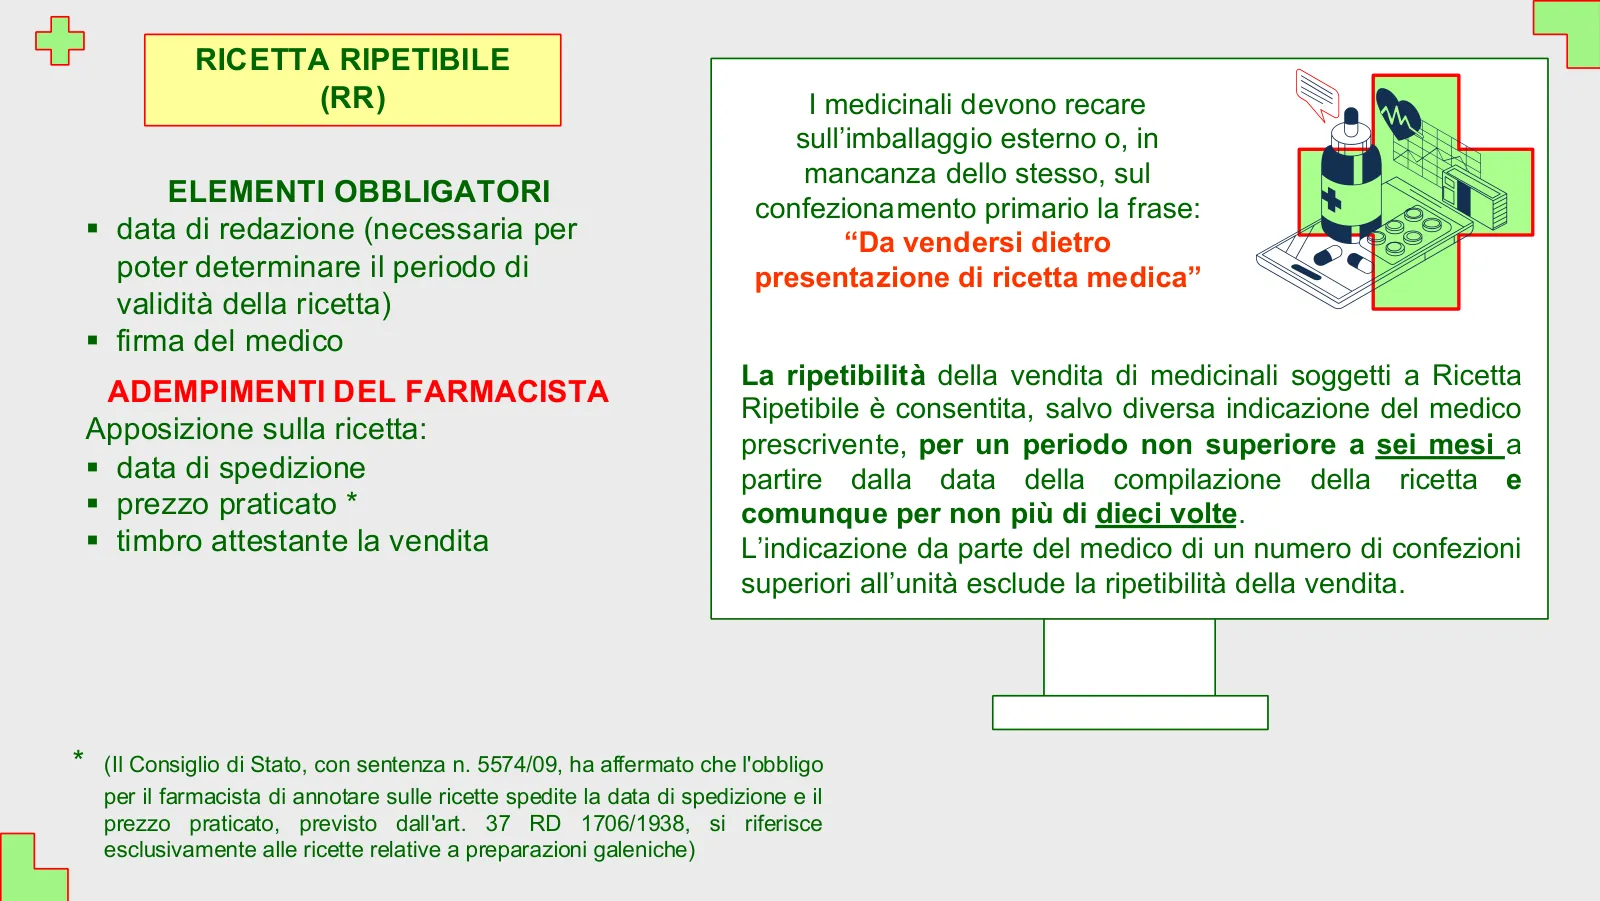 RICETTA RIPETIBILE
(RR)
ELEMENTI OBBLIGATORI
▪ data di redazione (necessaria per
poter determinare il periodo di
validità della ricetta)
▪ firma del medico
ADEMPIMENTI DEL FARMACISTA
Apposizione sulla ricetta:
▪ data di spedizione
▪ prezzo praticato *
▪ timbro attestante la vendita
I medicinali devono recare
sull’imballaggio esterno o, in
mancanza dello stesso, sul
confezionamento primario la frase:
“Da vendersi dietro
presentazione di ricetta medica”
La ripetibilità della vendita di medicinali soggetti a Ricetta
Ripetibile è consentita, salvo diversa indicazione del medico
prescrivente, per un periodo non superiore a sei mesi a
partire dalla data della compilazione della ricetta e
comunque per non più di dieci volte.
L’indicazione da parte del medico di un numero di confezioni
superiori all’unità esclude la ripetibilità della vendita.
* (Il Consiglio di Stato, con sentenza n. 5574/09, ha affermato che l'obbligo
per il farmacista di annotare sulle ricette spedite la data di spedizione e il
prezzo praticato, previsto dall'art. 37 RD 1706/1938, si riferisce
esclusivamente alle ricette relative a preparazioni galeniche)